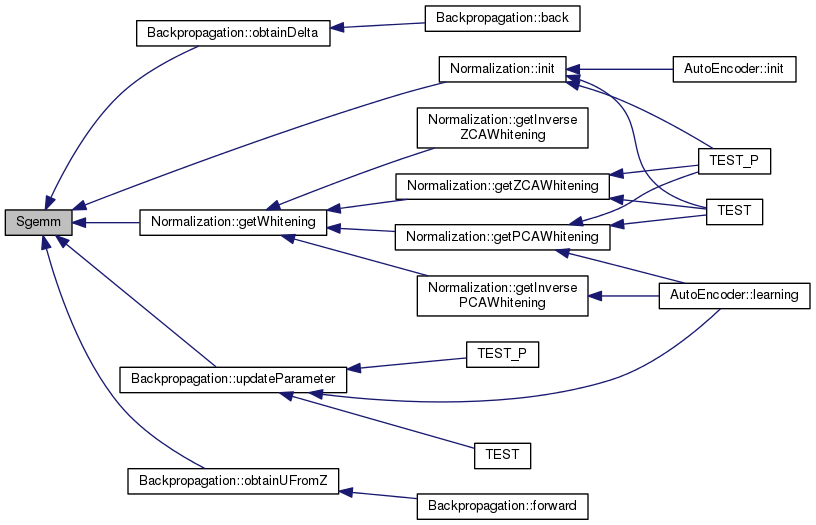 Backpropagation::back
Backpropagation::obtainDelta
Normalization::init
AutoEncoder::init
Normalization::getInverse
ZCAWhitening
TEST_P
Normalization::getZCAWhitening
TEST
Sgemm
Normalization::getWhitening
Normalization::getPCAWhitening
Normalization::getInverse
PCAWhitening
AutoEncoder::learning
TEST_P
Backpropagation::updateParameter
TEST
Backpropagation::obtainUFromZ
Backpropagation::forward